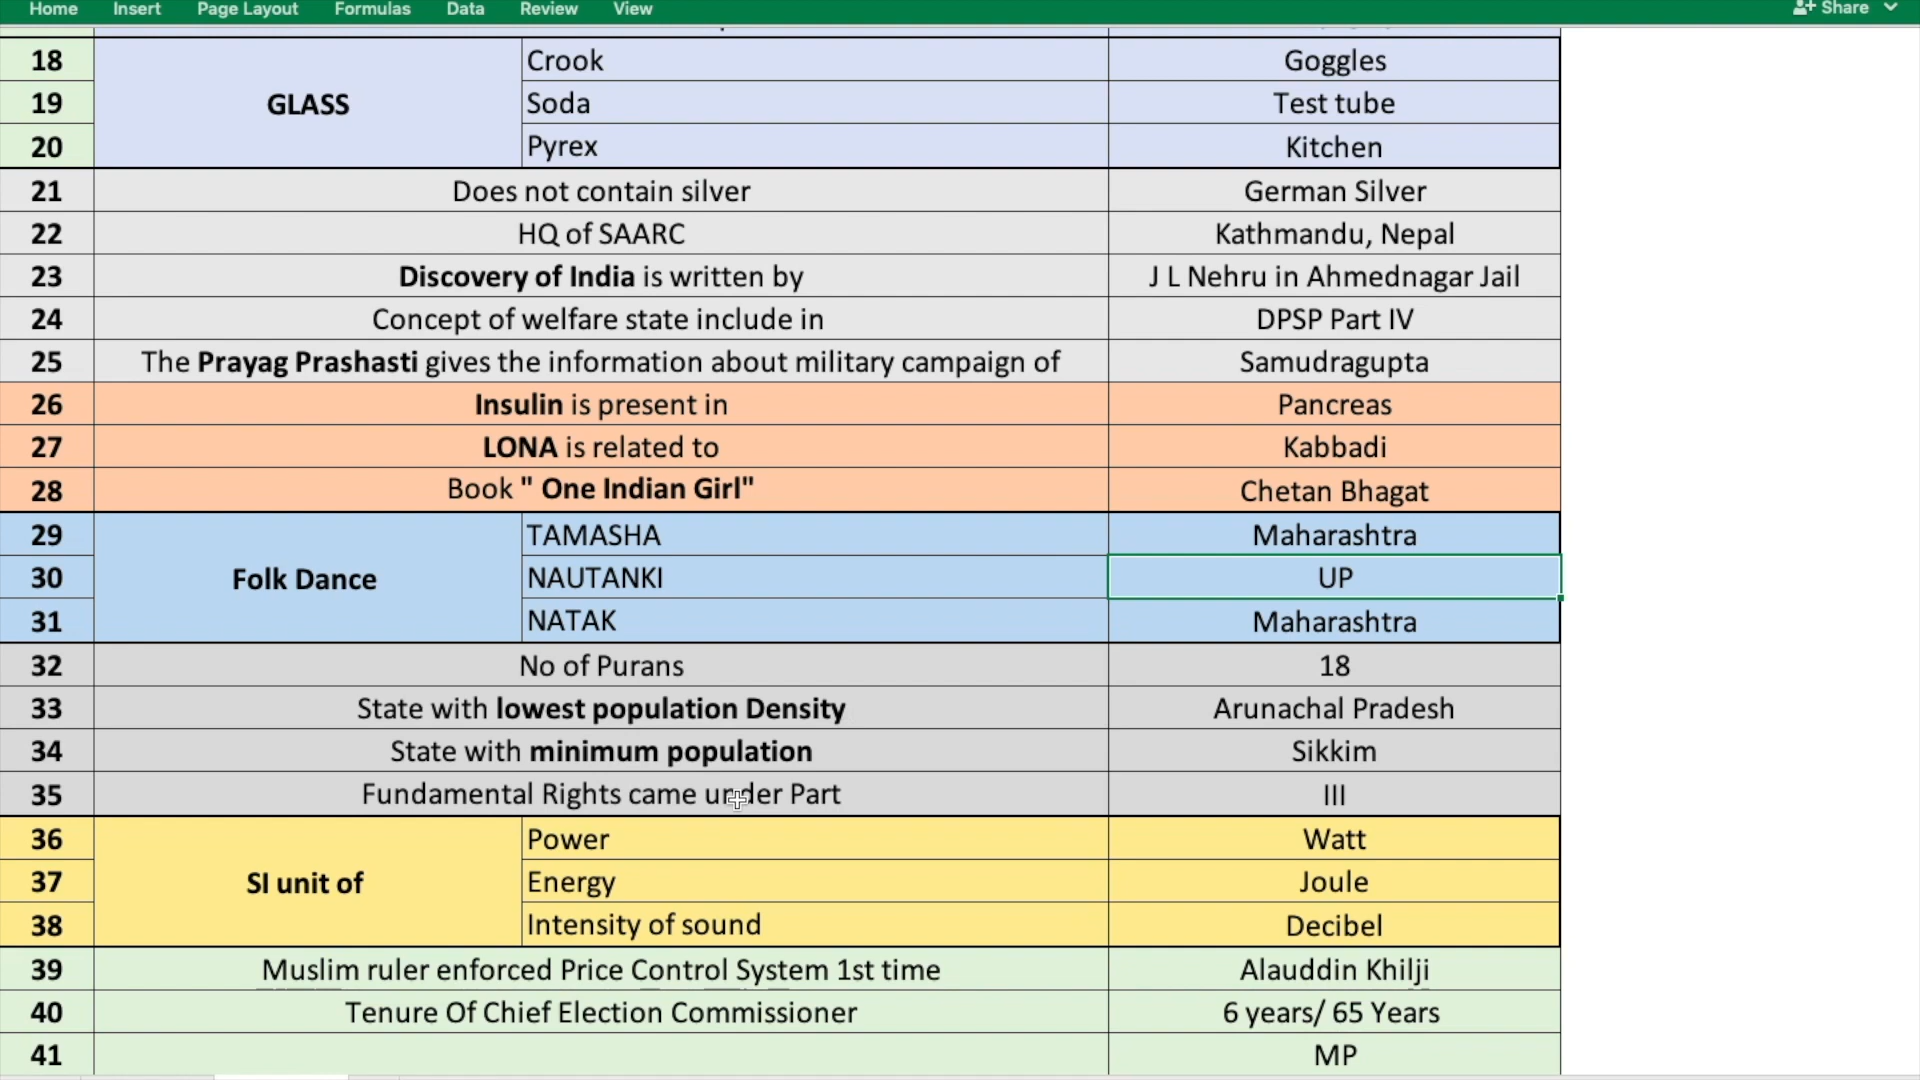 Home Insert Page Layout Formulas Data Review View Share
18 Crook Goggles
GLASS
19 Soda Test tube
20 Pyrex Kitchen
21 Does not contain silver German Silver
22 HQ of SAARC Kathmandu, Nepal
23 Discovery of India is written by J L Nehru in Ahmednagar Jail
24 Concept of welfare state include in DPSP Part IV
25 The Prayag Prashasti gives the information about military campaign of Samudragupta
26 Insulin is present in Pancreas
27 LONA is related to Kabbadi
28 Book " One Indian Girl" Chetan Bhagat
29 TAMASHA Maharashtra
30 Folk Dance NAUTANKI UP
31 NATAK Maharashtra
32 No of Purans 18
33 State with lowest population Density Arunachal Pradesh
34 State with minimum population Sikkim
35 Fundamental Rights came under Part III
36 Power Watt
37 SI unit of Energy Joule
38 Intensity of sound Decibel
39 Muslim ruler enforced Price Control System 1st time Alauddin Khilji
40 Tenure Of Chief Election Commissioner 6 years/ 65 Years
41 MP